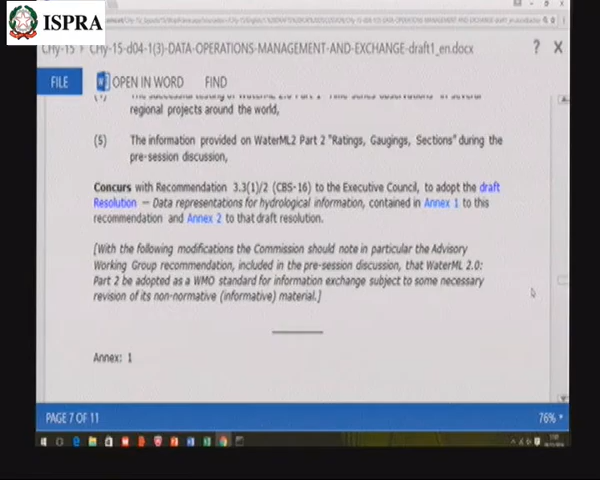 ISPRA
CHy-15 › CHy-15-d04-1(3)-DATA-OPERATIONS-MANAGEMENT-AND-EXCHANGE-draft1_en.docx
? X
FILE OPEN IN WORD FIND
regional projects around the world,
(5) The information provided on WaterML2 Part 2 "Ratings, Gaugings, Sections" during the
pre-session discussion,
Concurs with Recommendation 3.3(1)/2 (CBS-16) to the Executive Council, to adopt the draft
Resolution — Data representations for hydrological information, contained in Annex 1 to this
recommendation and Annex 2 to that draft resolution.
[With the following modifications the Commission should note in particular the Advisory
Working Group recommendation, included in the pre-session discussion, that WaterML 2.0:
Part 2 be adopted as a WMO standard for information exchange subject to some necessary
revision of its non-normative (informative) material.]
Annex: 1
PAGE 7 OF 11 76%